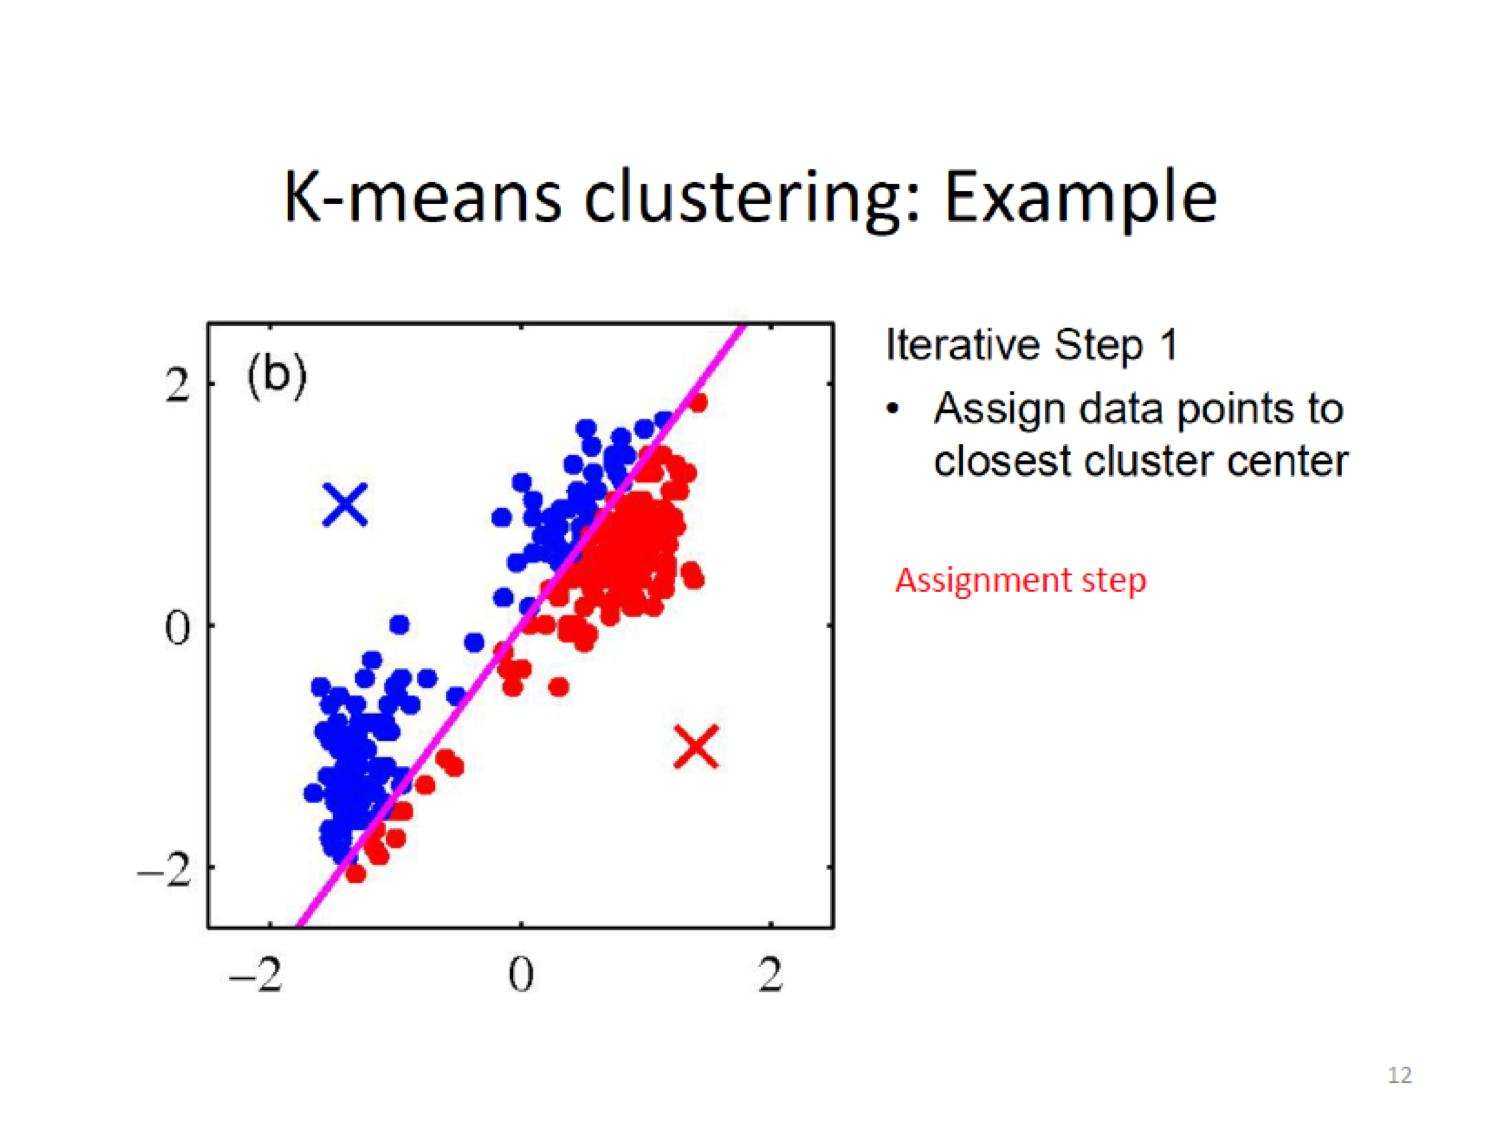 K-means clustering: Example
(b)
2
0
−2
−2 0 2
Iterative Step 1
• Assign data points to
closest cluster center
Assignment step
12